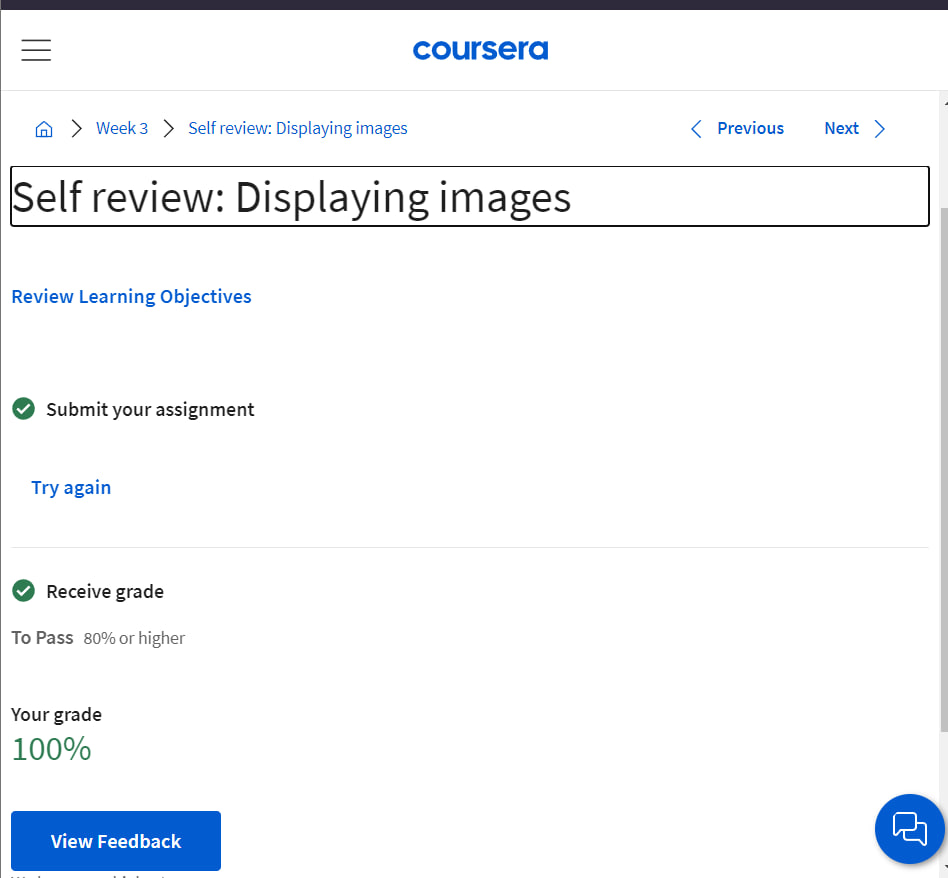 coursera
Week 3
Self review: Displaying images
Previous
Next
Self review: Displaying images
Review Learning Objectives
Submit your assignment
Try again
Receive grade
To Pass 80% or higher
Your grade
100%
View Feedback